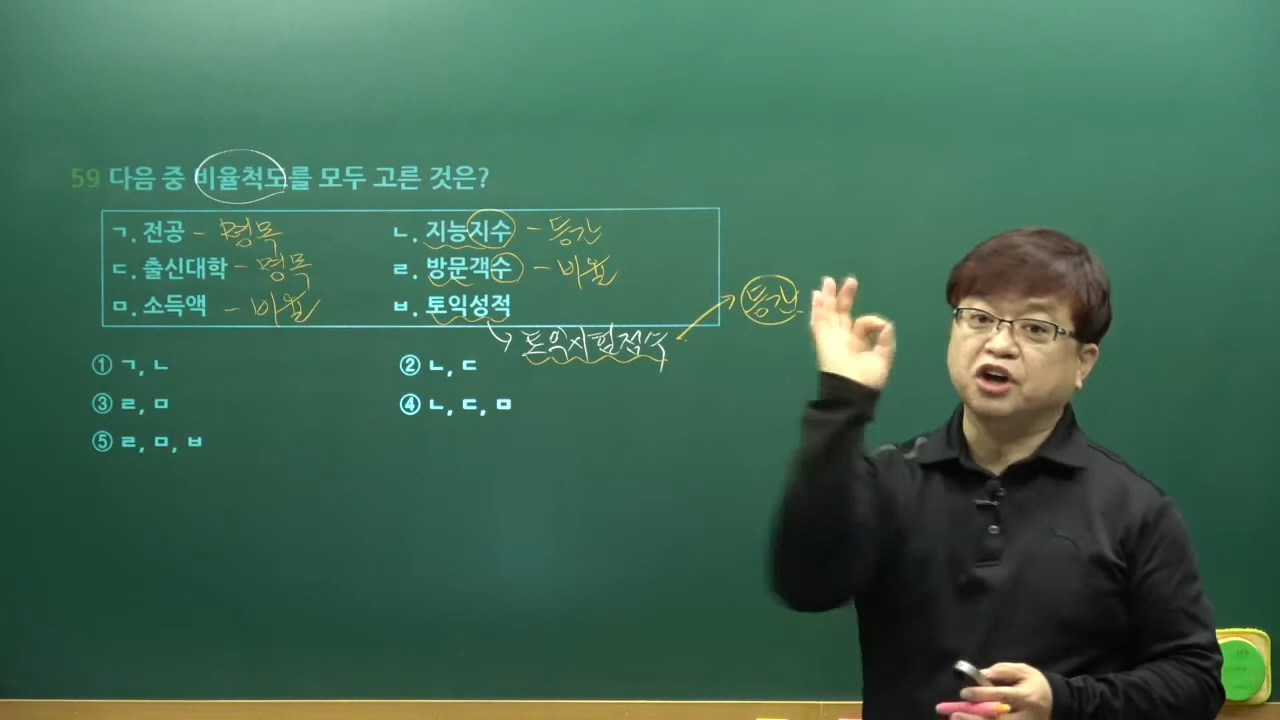 59 다음 중 비율척도를 모두 고른 것은?
ㄱ. 전공 - 명목 ㄴ. 지능지수 - 등간
ㄷ. 출신대학 - 명목 ㄹ. 방문객수 - 비율
ㅁ. 소득액 - 비율 ㅂ. 토익성적
등간
토익시험점수
① ㄱ, ㄴ ② ㄴ, ㄷ
③ ㄹ, ㅁ ④ ㄴ, ㄷ, ㅁ
⑤ ㄹ, ㅁ, ㅂ